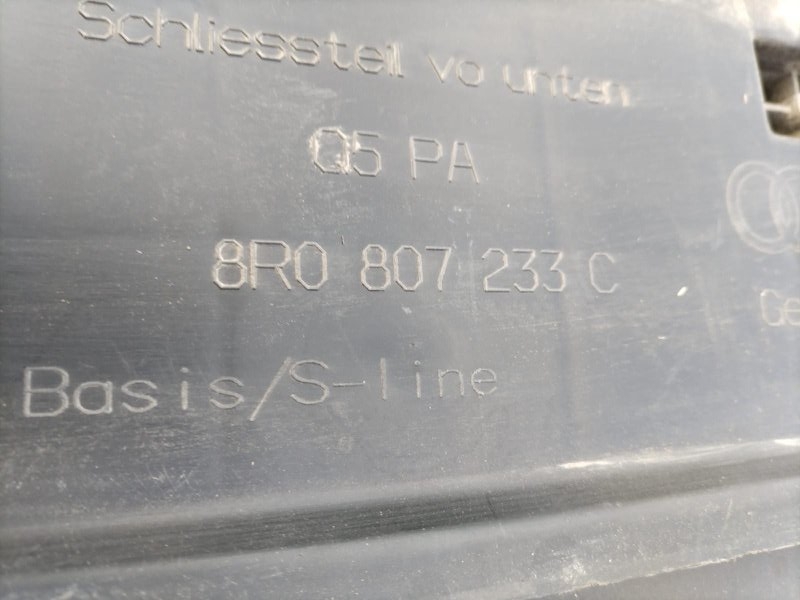 Schliessteil vo unten
Q5 PA
8R0 807 233 C
Basis/S-line